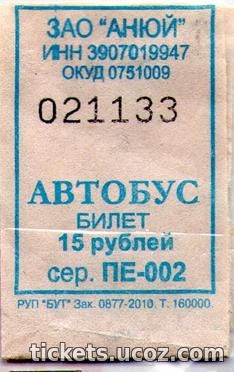 ЗАО "АНЮЙ"
ИНН 3907019947
ОКУД 0751009
021133
АВТОБУС
БИЛЕТ
15 рублей
сер. ПЕ-002
РУП "БУТ" Зак. 0877-2010. Т. 160000.
tickets.ucoz.com